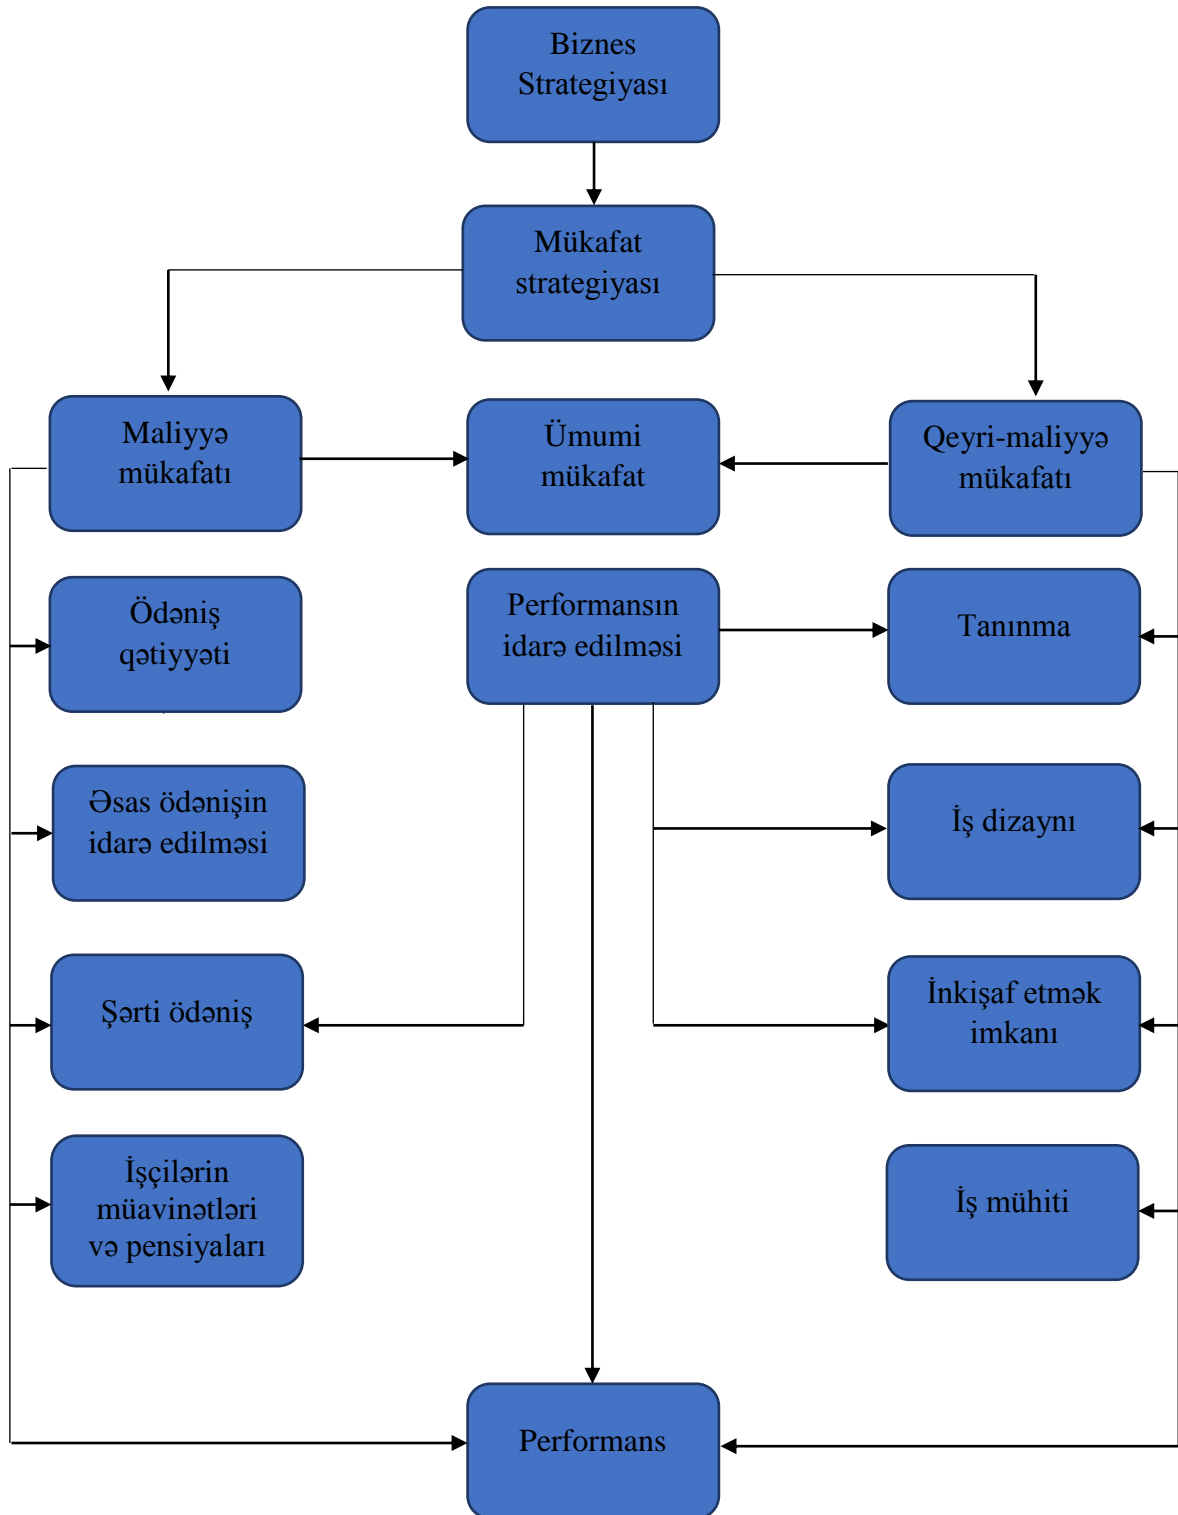 Biznes
Strategiyası
Mükafat
strategiyası
Maliyyə
mükafatı
Ümumi
mükafat
Qeyri-maliyyə
mükafatı
Ödəniş
qətiyyəti
Performansın
idarə edilməsi
Tanınma
Əsas ödənişin
idarə edilməsi
İş dizaynı
Şərti ödəniş
İnkişaf etmək
imkanı
İşçilərin
müavinətləri
və pensiyaları
İş mühiti
Performans